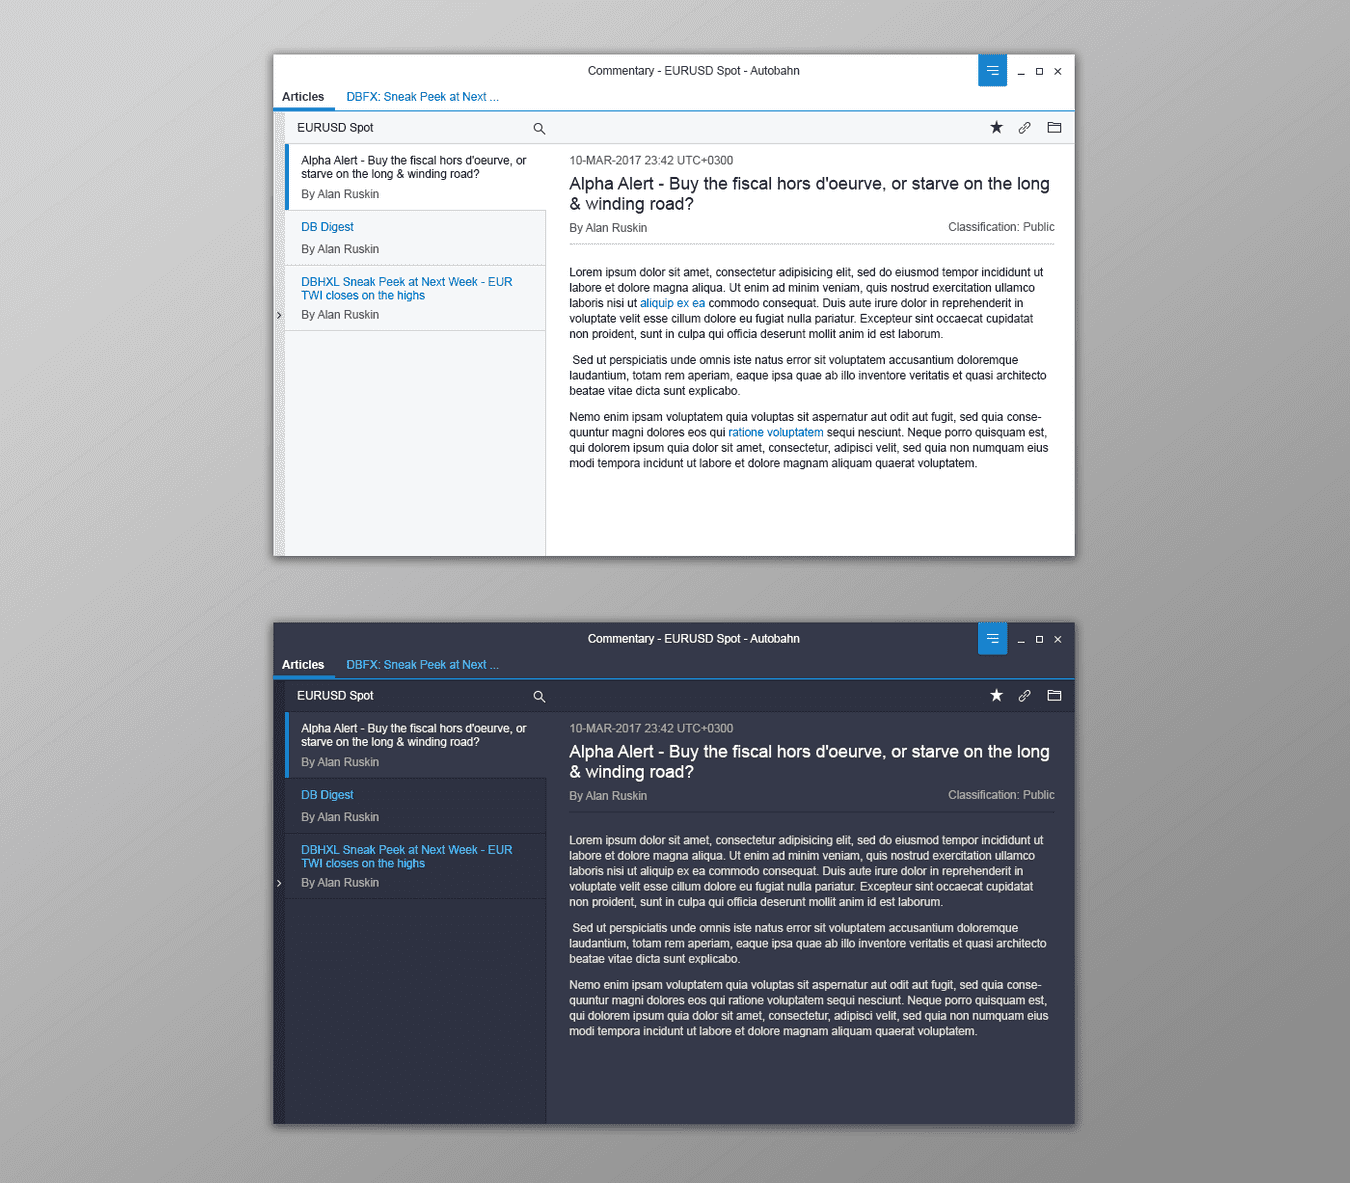 Commentary - EURUSD Spot - Autobahn
Articles
DBFX: Sneak Peek at Next ...
EURUSD Spot
Alpha Alert - Buy the fiscal hors d'oeurve, or
starve on the long & winding road?
By Alan Ruskin
DB Digest
By Alan Ruskin
DBHXL Sneak Peek at Next Week - EUR
TWI closes on the highs
By Alan Ruskin
10-MAR-2017 23:42 UTC+0300
Alpha Alert - Buy the fiscal hors d'oeurve, or starve on the long
& winding road?
By Alan Ruskin
Classification: Public
Lorem ipsum dolor sit amet, consectetur adipisicing elit, sed do eiusmod tempor incididunt ut
labore et dolore magna aliqua. Ut enim ad minim veniam, quis nostrud exercitation ullamco
laboris nisi ut aliquip ex ea commodo consequat. Duis aute irure dolor in reprehenderit in
voluptate velit esse cillum dolore eu fugiat nulla pariatur. Excepteur sint occaecat cupidatat
non proident, sunt in culpa qui officia deserunt mollit anim id est laborum.
Sed ut perspiciatis unde omnis iste natus error sit voluptatem accusantium doloremque
laudantium, totam rem aperiam, eaque ipsa quae ab illo inventore veritatis et quasi architecto
beatae vitae dicta sunt explicabo.
Nemo enim ipsam voluptatem quia voluptas sit aspernatur aut odit aut fugit, sed quia conse-
quuntur magni dolores eos qui ratione voluptatem sequi nesciunt. Neque porro quisquam est,
qui dolorem ipsum quia dolor sit amet, consectetur, adipisci velit, sed quia non numquam eius
modi tempora incidunt ut labore et dolore magnam aliquam quaerat voluptatem.
Commentary - EURUSD Spot - Autobahn
Articles
DBFX: Sneak Peek at Next ...
EURUSD Spot
Alpha Alert - Buy the fiscal hors d'oeurve, or
starve on the long & winding road?
By Alan Ruskin
DB Digest
By Alan Ruskin
DBHXL Sneak Peek at Next Week - EUR
TWI closes on the highs
By Alan Ruskin
10-MAR-2017 23:42 UTC+0300
Alpha Alert - Buy the fiscal hors d'oeurve, or starve on the long
& winding road?
By Alan Ruskin
Classification: Public
Lorem ipsum dolor sit amet, consectetur adipisicing elit, sed do eiusmod tempor incididunt ut
labore et dolore magna aliqua. Ut enim ad minim veniam, quis nostrud exercitation ullamco
laboris nisi ut aliquip ex ea commodo consequat. Duis aute irure dolor in reprehenderit in
voluptate velit esse cillum dolore eu fugiat nulla pariatur. Excepteur sint occaecat cupidatat
non proident, sunt in culpa qui officia deserunt mollit anim id est laborum.
Sed ut perspiciatis unde omnis iste natus error sit voluptatem accusantium doloremque
laudantium, totam rem aperiam, eaque ipsa quae ab illo inventore veritatis et quasi architecto
beatae vitae dicta sunt explicabo.
Nemo enim ipsam voluptatem quia voluptas sit aspernatur aut odit aut fugit, sed quia conse-
quuntur magni dolores eos qui ratione voluptatem sequi nesciunt. Neque porro quisquam est,
qui dolorem ipsum quia dolor sit amet, consectetur, adipisci velit, sed quia non numquam eius
modi tempora incidunt ut labore et dolore magnam aliquam quaerat voluptatem.